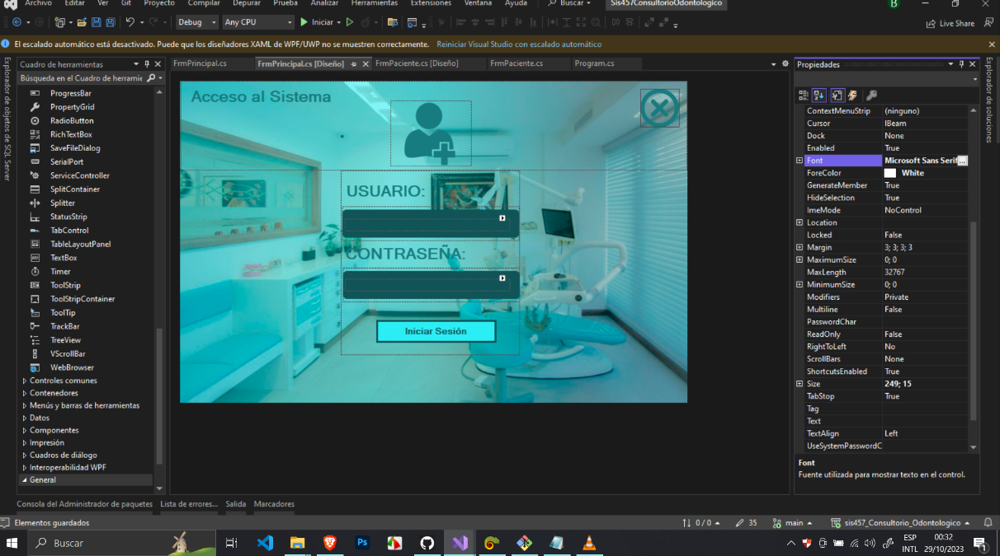 Archivo Editar Ver Git Proyecto Compilar Depurar Prueba Analizar Herramientas Extensiones Ventana Ayuda Buscar Sis457ConsultorioOdontologico
Debug Any CPU Iniciar Live Share
El escalado automático está desactivado. Puede que los diseñadores XAML de WPF/UWP no se muestren correctamente. Reiniciar Visual Studio con escalado automático
Explorador de objetos de SQL Server
Cuadro de herramientas
Búsqueda en el Cuadro de herramie
ProgressBar
PropertyGrid
RadioButton
RichTextBox
SaveFileDialog
SerialPort
ServiceController
SplitContainer
Splitter
StatusStrip
TabControl
TableLayoutPanel
TextBox
Timer
ToolStrip
ToolStripContainer
ToolTip
TrackBar
TreeView
VScrollBar
WebBrowser
Controles comunes
Contenedores
Menús y barras de herramientas
Datos
Componentes
Impresión
Cuadros de diálogo
Interoperabilidad WPF
General
FrmPrincipal.cs FrmPrincipal.cs [Diseño] FrmPaciente.cs [Diseño] FrmPaciente.cs Program.cs
Acceso al Sistema
USUARIO:
CONTRASEÑA:
Iniciar Sesión
Propiedades
ContextMenuStrip (ninguno)
Cursor IBeam
Dock None
Enabled True
Font Microsoft Sans Serif ...
ForeColor White
GenerateMember True
HideSelection True
ImeMode NoControl
Location
Locked False
Margin 3; 3; 3; 3
MaximumSize 0; 0
MaxLength 32767
MinimumSize 0; 0
Modifiers Private
Multiline False
PasswordChar
ReadOnly False
RightToLeft No
ScrollBars None
ShortcutsEnabled True
Size 249; 15
TabStop True
Tag
Text
TextAlign Left
UseSystemPasswordC
Font
Fuente utilizada para mostrar texto en el control.
Explorador de soluciones
Consola del Administrador de paquetes Lista de errores... Salida Marcadores
Elementos guardados 0 / 0 35 main sis457_Consultorio_Odontologico
Buscar
Ps
ESP
INTL
00:32
29/10/2023
1